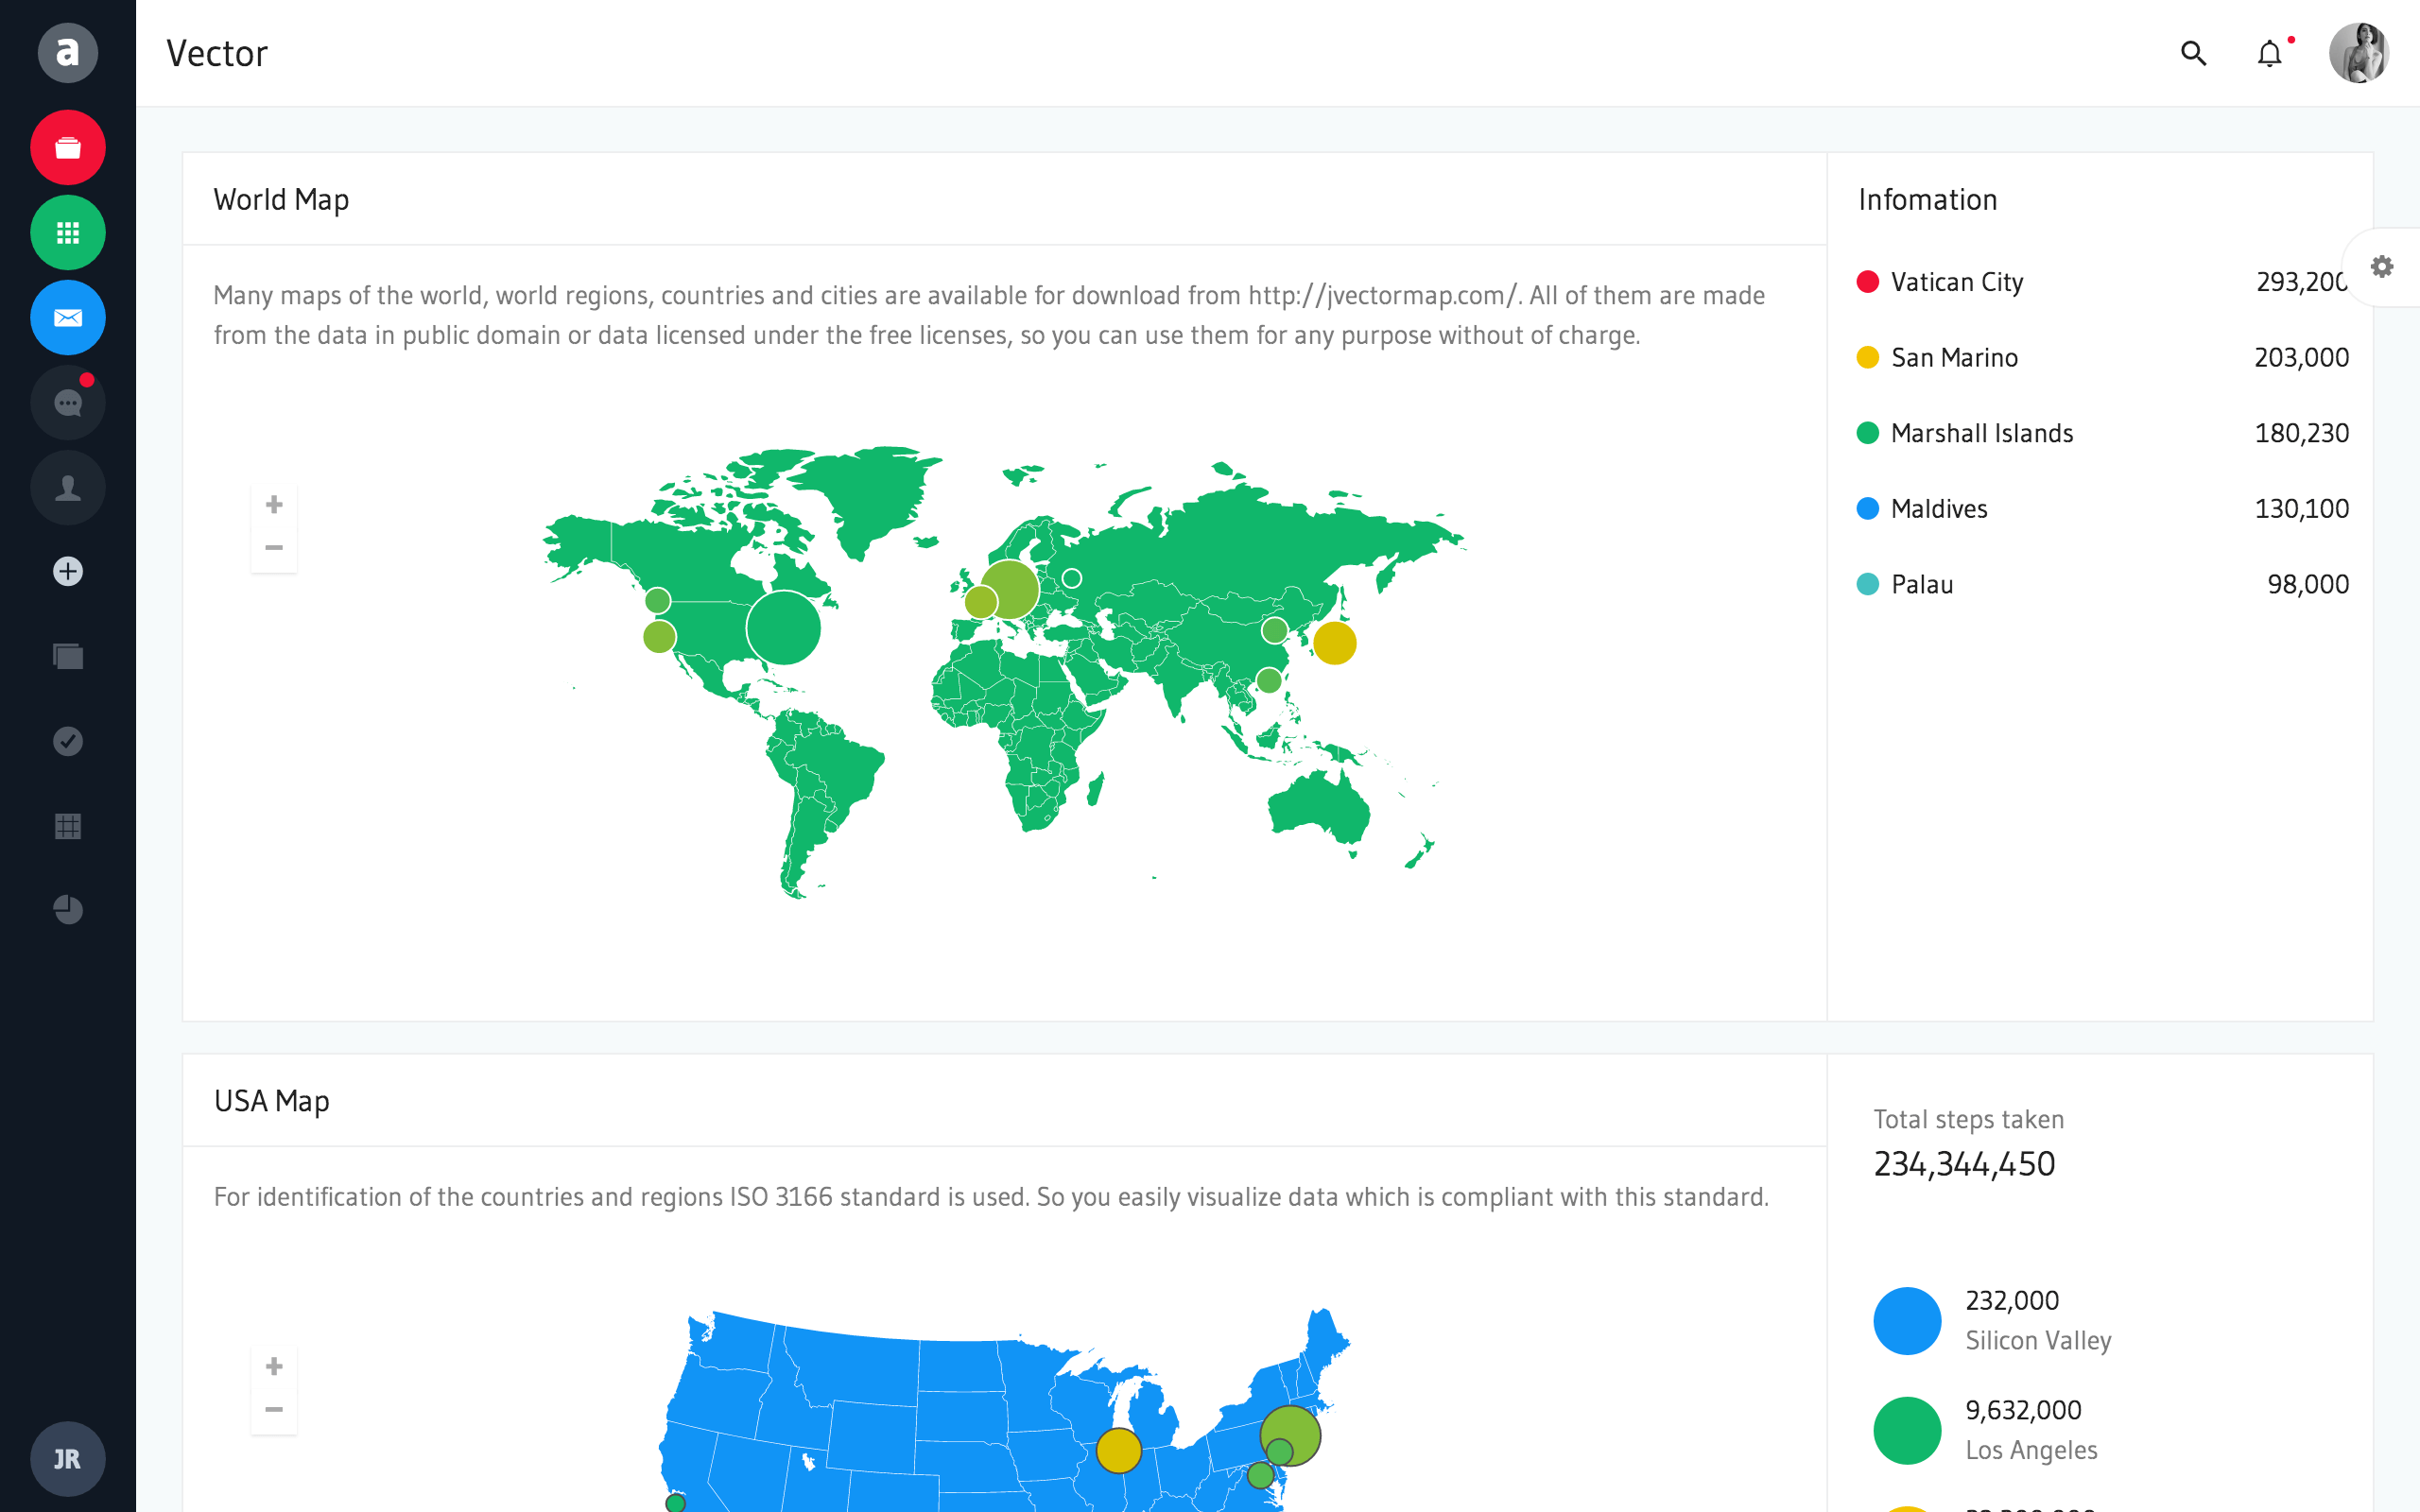 a
Vector
World Map
Many maps of the world, world regions, countries and cities are available for download from http://jvectormap.com/. All of them are made
from the data in public domain or data licensed under the free licenses, so you can use them for any purpose without of charge.
Infomation
Vatican City 293,200
San Marino 203,000
Marshall Islands 180,230
Maldives 130,100
Palau 98,000
+
−
USA Map
For identification of the countries and regions ISO 3166 standard is used. So you easily visualize data which is compliant with this standard.
+
−
Total steps taken
234,344,450
232,000
Silicon Valley
9,632,000
Los Angeles
JR